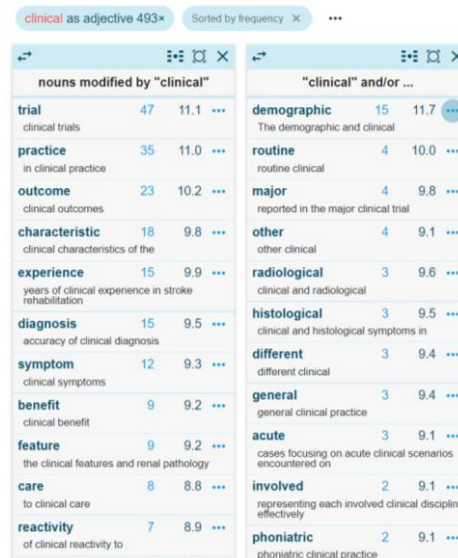 clinical as adjective 493×
Sorted by frequency ×
nouns modified by "clinical"
trial 47 11.1
clinical trials
practice 35 11.0
in clinical practice
outcome 23 10.2
clinical outcomes
characteristic 18 9.8
clinical characteristics of the
experience 15 9.9
years of clinical experience in stroke
rehabilitation
diagnosis 15 9.5
accuracy of clinical diagnosis
symptom 12 9.3
clinical symptoms
benefit 9 9.2
clinical benefit
feature 9 9.2
the clinical features and renal pathology
care 8 8.8
to clinical care
reactivity 7 8.9
of clinical reactivity to
"clinical" and/or ...
demographic 15 11.7
The demographic and clinical
routine 4 10.0
routine clinical
major 4 9.8
reported in the major clinical trial
other 4 9.1
other clinical
radiological 3 9.6
clinical and radiological
histological 3 9.5
clinical and histological symptoms in
different 3 9.4
different clinical
general 3 9.4
general clinical practice
acute 3 9.1
cases focusing on acute clinical scenarios
encountered on
involved 2 9.1
representing each involved clinical disciplin
effectively
phoniatric 2 9.1
phoniatric clinical practice